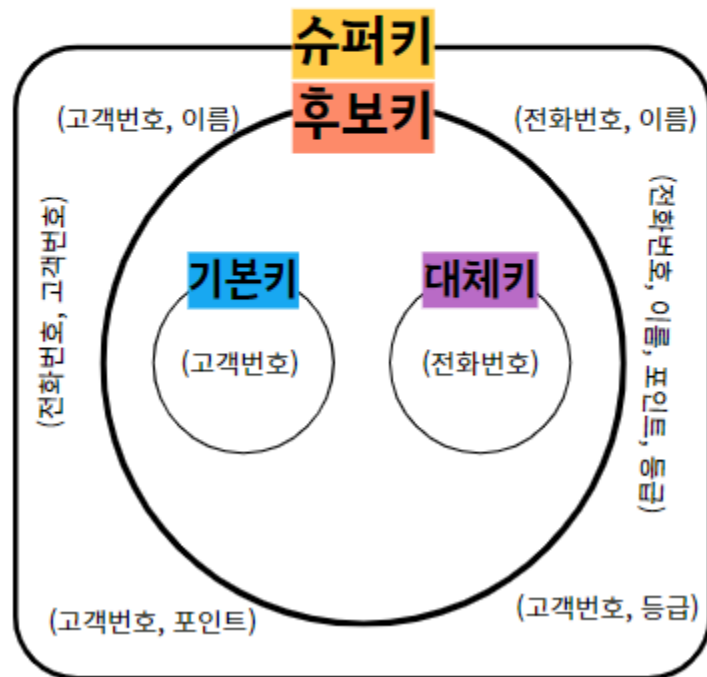 슈퍼키
후보키
(고객번호, 이름)
(전화번호, 이름)
(전화번호, 고객번호)
(전화번호, 이름, 포인트, 등급)
기본키
대체키
(고객번호)
(전화번호)
(고객번호, 포인트)
(고객번호, 등급)